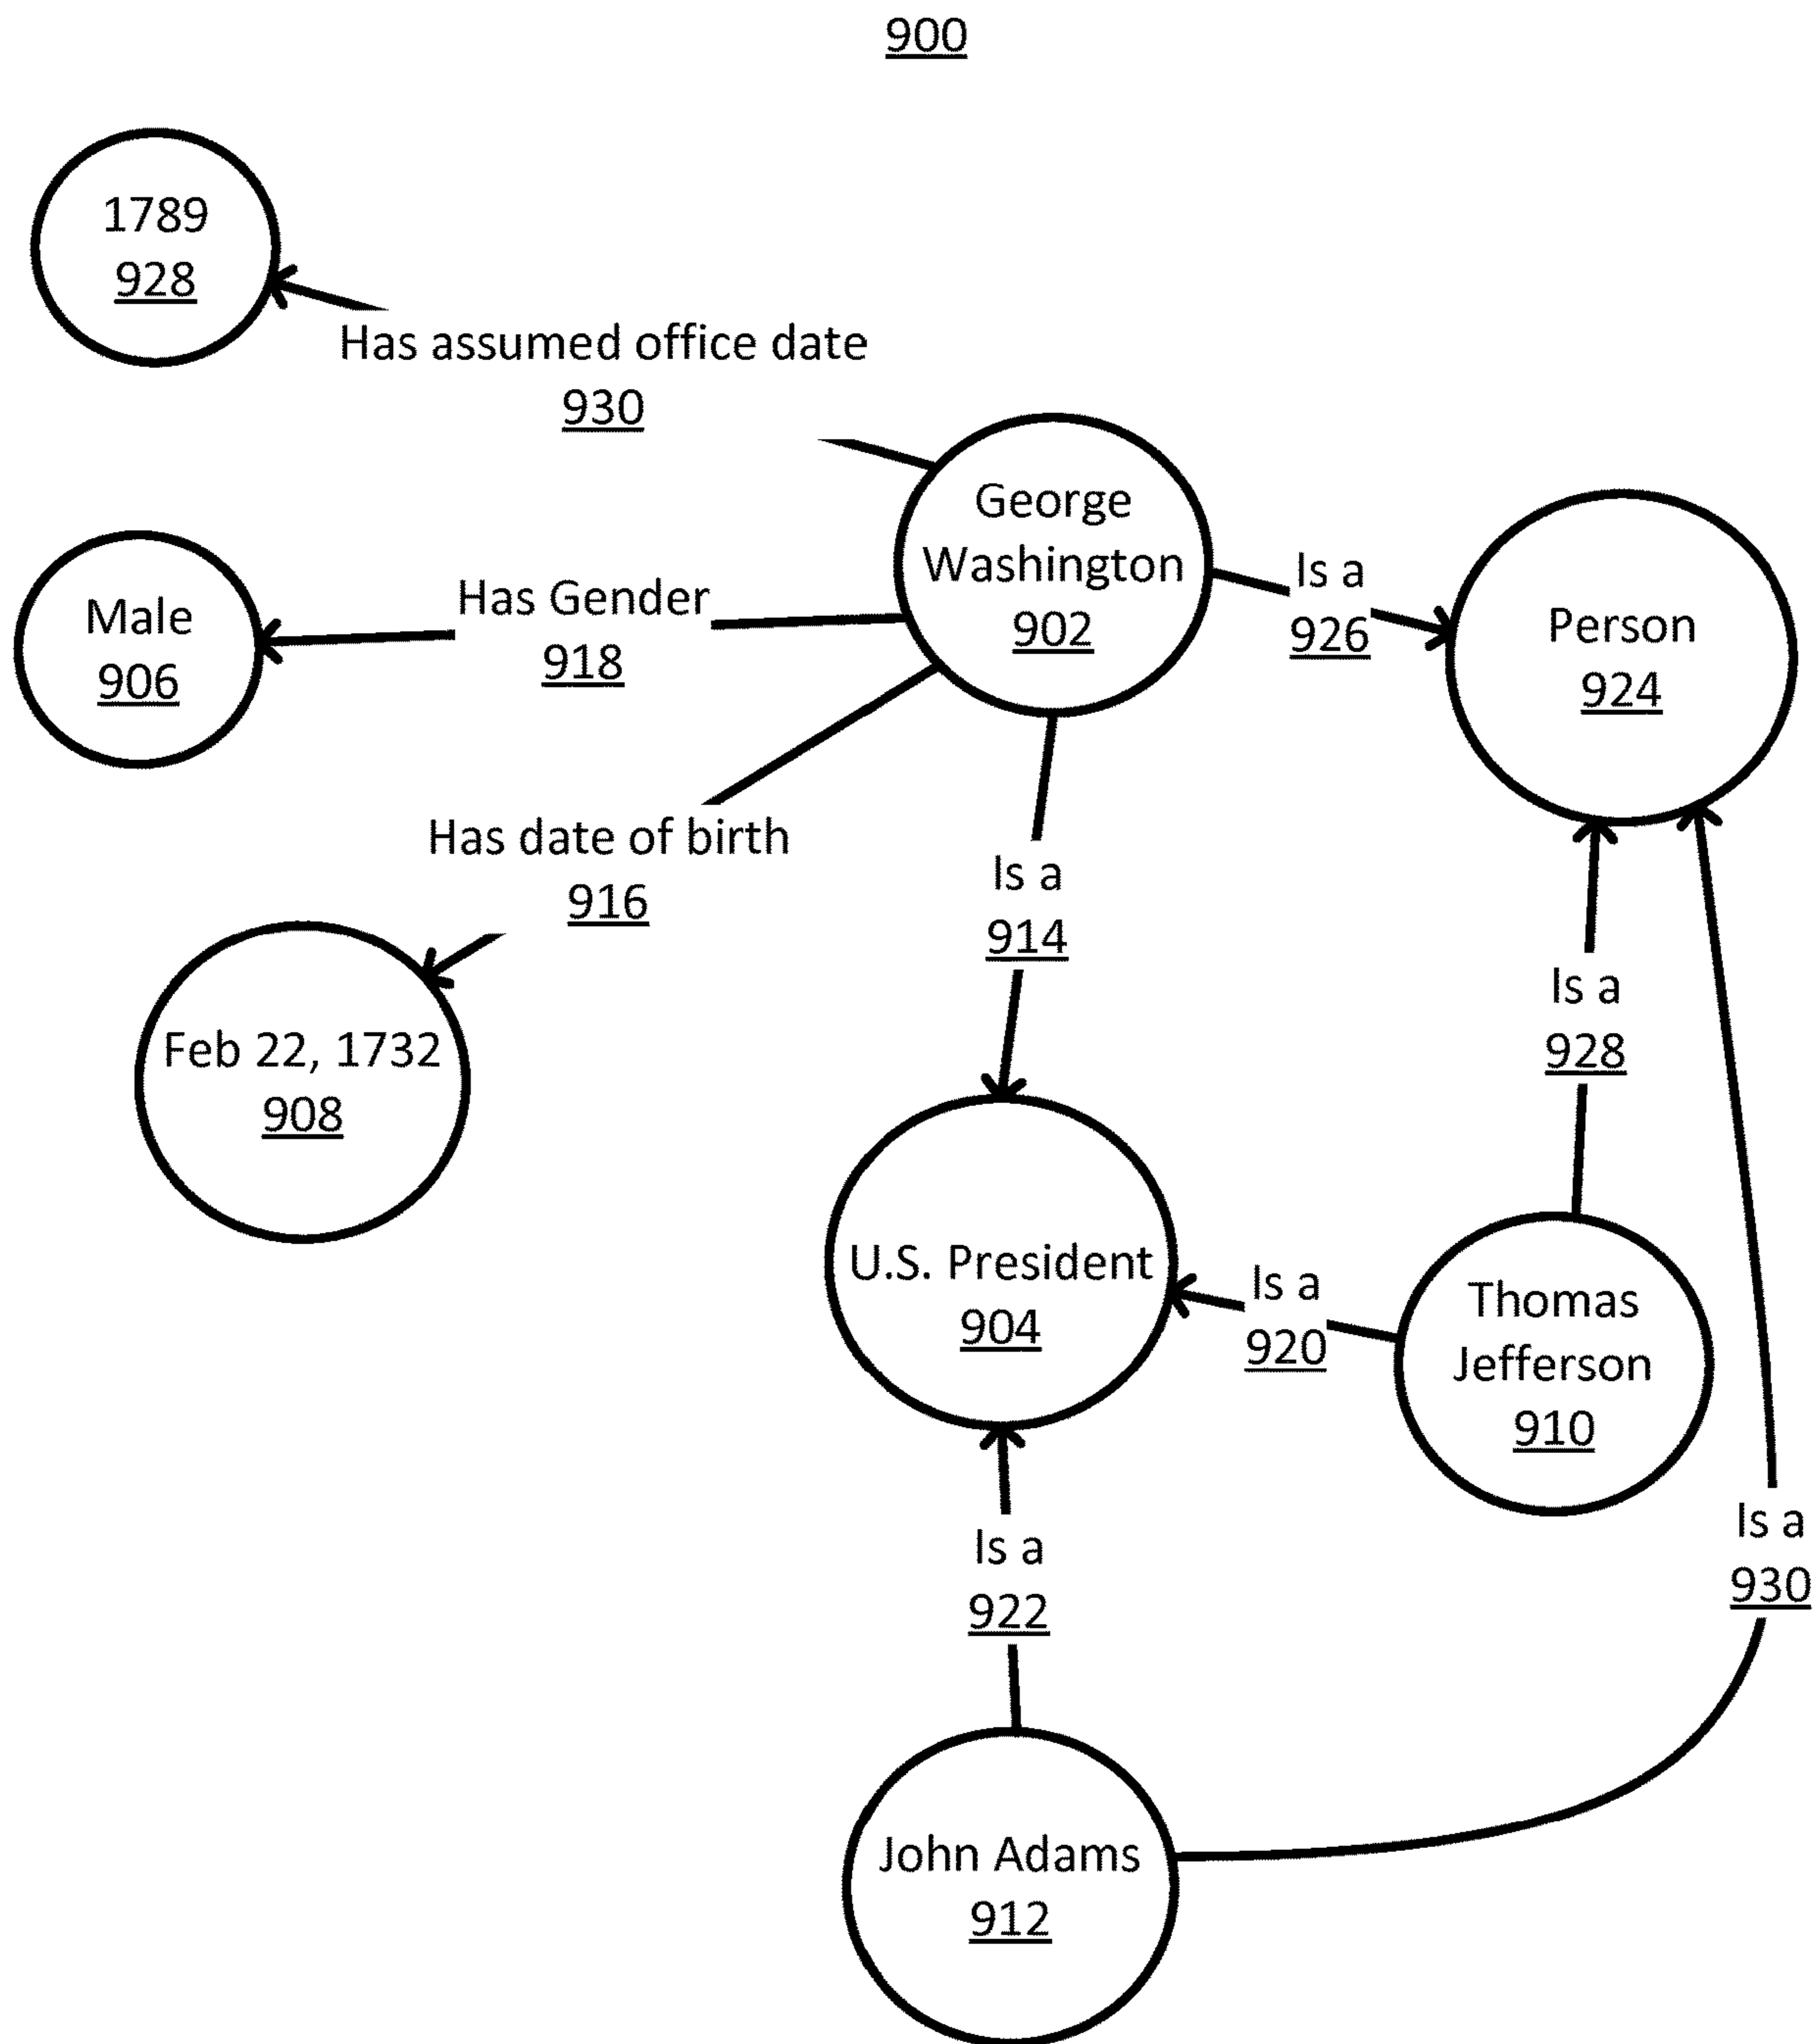 900
1789
928
Has assumed office date
930
George
Washington
902
Is a
926
Person
924
Male
906
Has Gender
918
Has date of birth
916
Is a
914
Feb 22, 1732
908
Is a
928
U.S. President
904
Is a
920
Thomas
Jefferson
910
Is a
922
Is a
930
John Adams
912